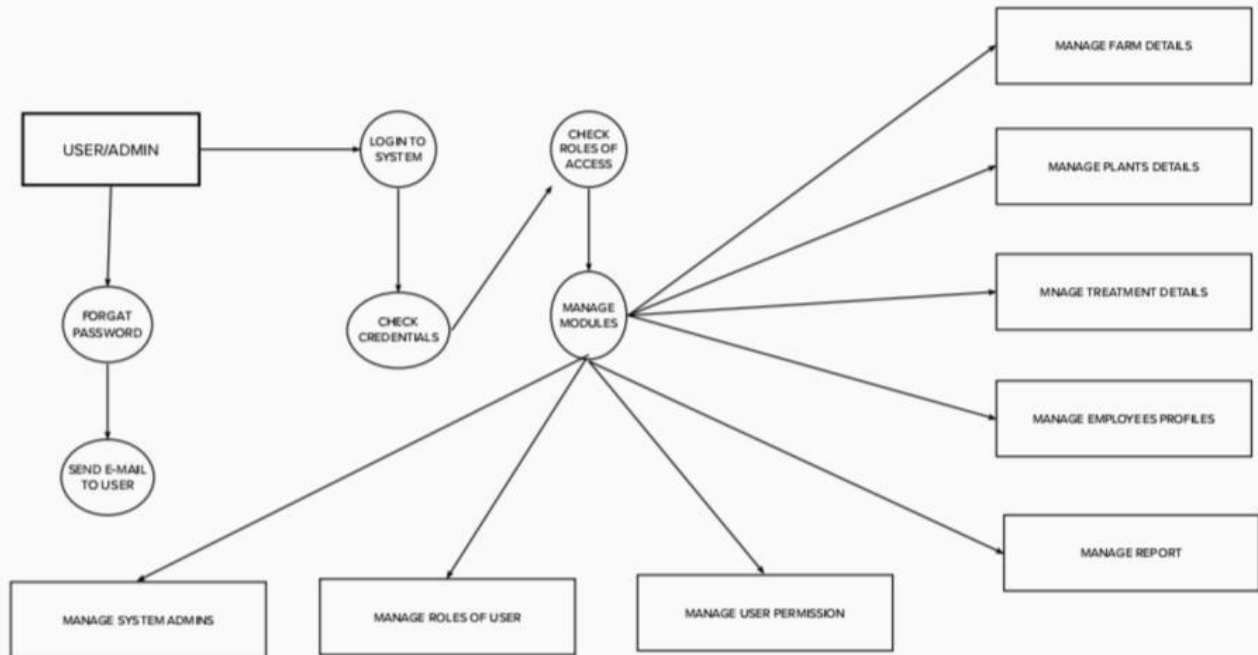 MANAGE FARM DETAILS
USER/ADMIN
LOGIN TO
SYSTEM
CHECK
ROLES OF
ACCESS
MANAGE PLANTS DETAILS
FORGAT
PASSWORD
CHECK
CREDENTIALS
MANAGE
MODULES
MNAGE TREATMENT DETAILS
MANAGE EMPLOYEES PROFILES
SEND E-MAIL
TO USER
MANAGE REPORT
MANAGE SYSTEM ADMINS
MANAGE ROLES OF USER
MANAGE USER PERMISSION